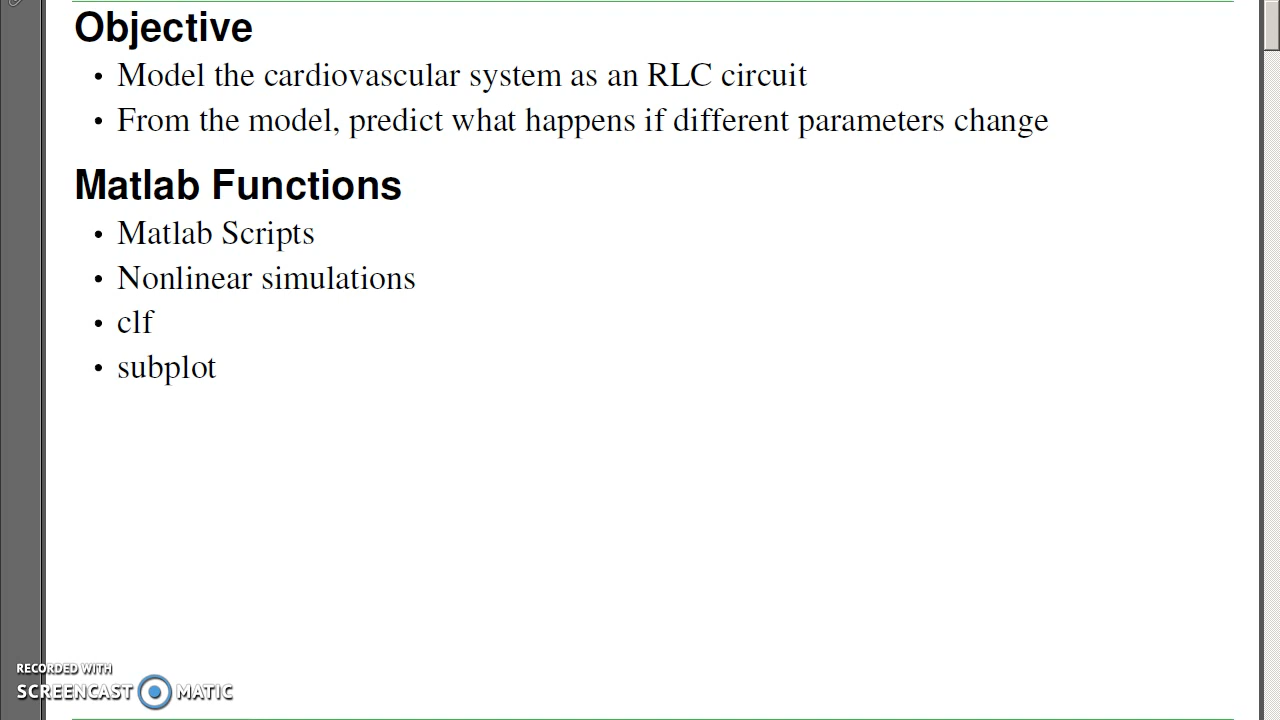 Objective
• Model the cardiovascular system as an RLC circuit
• From the model, predict what happens if different parameters change
Matlab Functions
• Matlab Scripts
• Nonlinear simulations
• clf
• subplot
RECORDED WITH
SCREENCAST MATIC